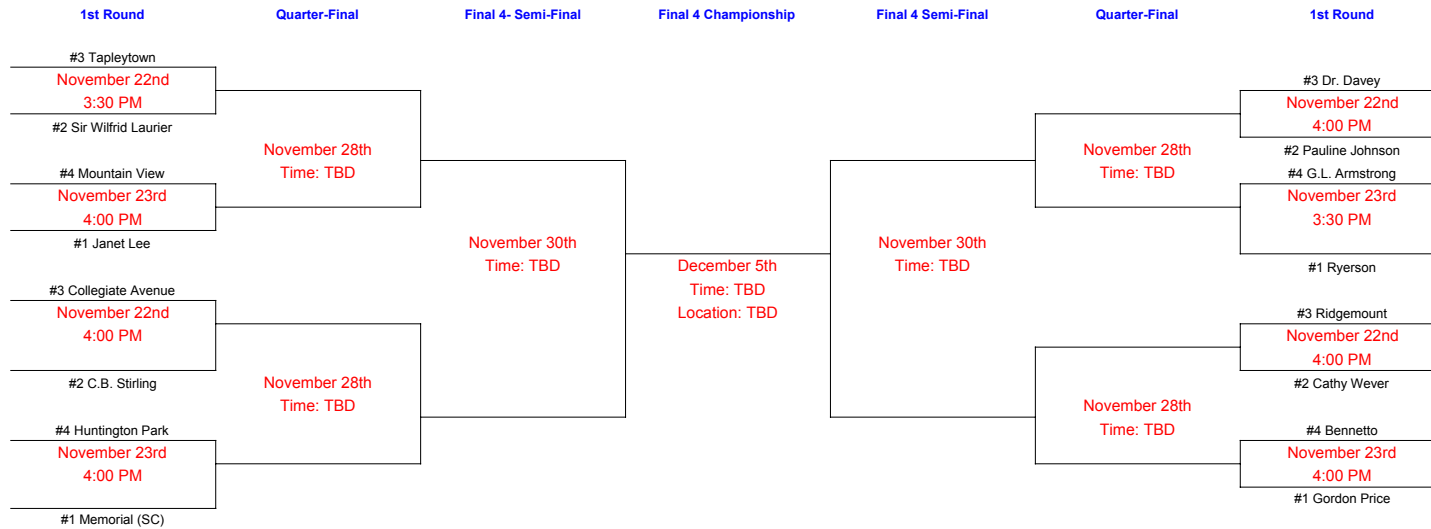 1st Round
Quarter-Final
Final 4- Semi-Final
Final 4 Championship
Final 4 Semi-Final
Quarter-Final
1st Round
#3 Tapleytown
November 22nd
3:30 PM
#2 Sir Wilfrid Laurier
#4 Mountain View
November 23rd
4:00 PM
#1 Janet Lee
#3 Collegiate Avenue
November 22nd
4:00 PM
#2 C.B. Stirling
#4 Huntington Park
November 23rd
4:00 PM
#1 Memorial (SC)
November 28th
Time: TBD
November 28th
Time: TBD
November 30th
Time: TBD
December 5th
Time: TBD
Location: TBD
November 30th
Time: TBD
November 28th
Time: TBD
November 28th
Time: TBD
#3 Dr. Davey
November 22nd
4:00 PM
#2 Pauline Johnson
#4 G.L. Armstrong
November 23rd
3:30 PM
#1 Ryerson
#3 Ridgemount
November 22nd
4:00 PM
#2 Cathy Wever
#4 Bennetto
November 23rd
4:00 PM
#1 Gordon Price